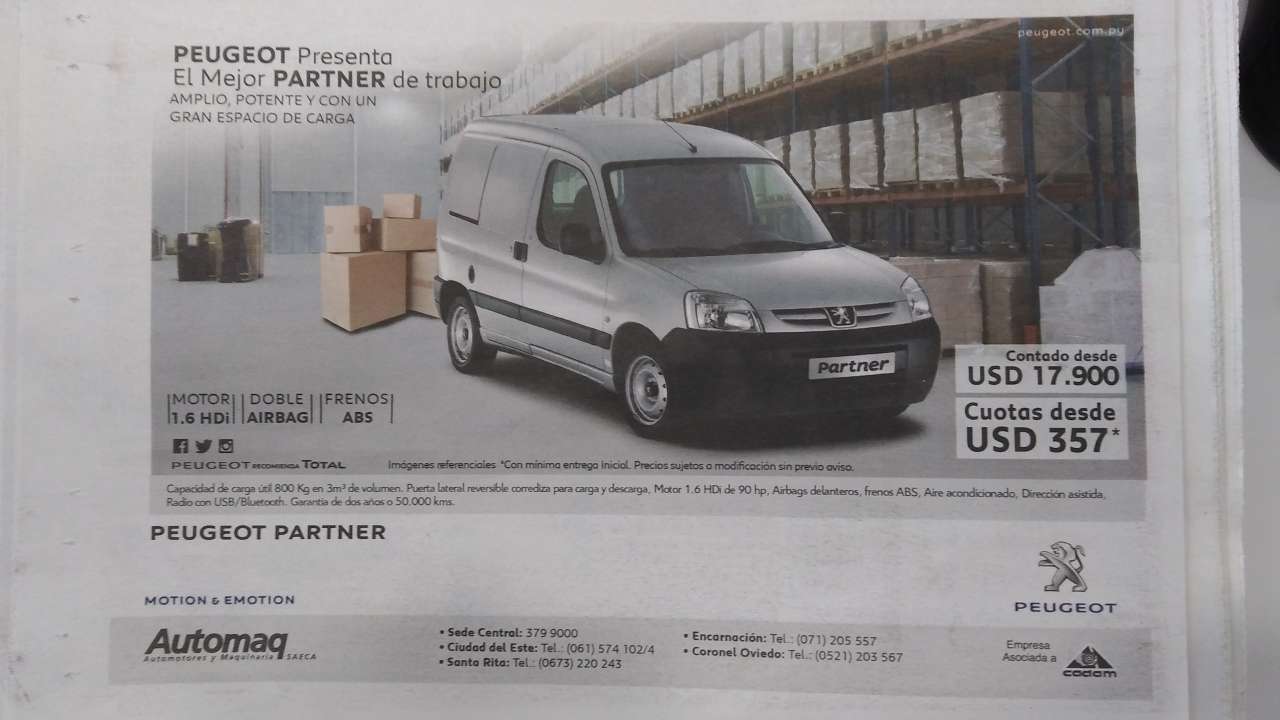 peugeot.com.py
PEUGEOT Presenta
El Mejor PARTNER de trabajo
AMPLIO, POTENTE Y CON UN
GRAN ESPACIO DE CARGA
Partner
Contado desde
USD 17.900
Cuotas desde
USD 357*
MOTOR
1.6 HDi
DOBLE
AIRBAG
FRENOS
ABS
PEUGEOT RECOMIENDA TOTAL
Imágenes referenciales *Con mínima entrega Inicial. Precios sujetos a modificación sin previo aviso.
Capacidad de carga útil 800 Kg en 3m³ de volumen. Puerta lateral reversible corrediza para carga y descarga, Motor 1.6 HDi de 90 hp, Airbags delanteros, frenos ABS, Aire acondicionado, Dirección asistida,
Radio con USB/Bluetooth. Garantía de dos años o 50.000 kms.
PEUGEOT PARTNER
MOTION & EMOTION
PEUGEOT
Automaq
Automotores y Maquinaria SAECA
• Sede Central: 379 9000
• Ciudad del Este: Tel.: (061) 574 102/4
• Santa Rita: Tel.: (0673) 220 243
• Encarnación: Tel.: (071) 205 557
• Coronel Oviedo: Tel.: (0521) 203 567
Empresa
Asociada a
cadam